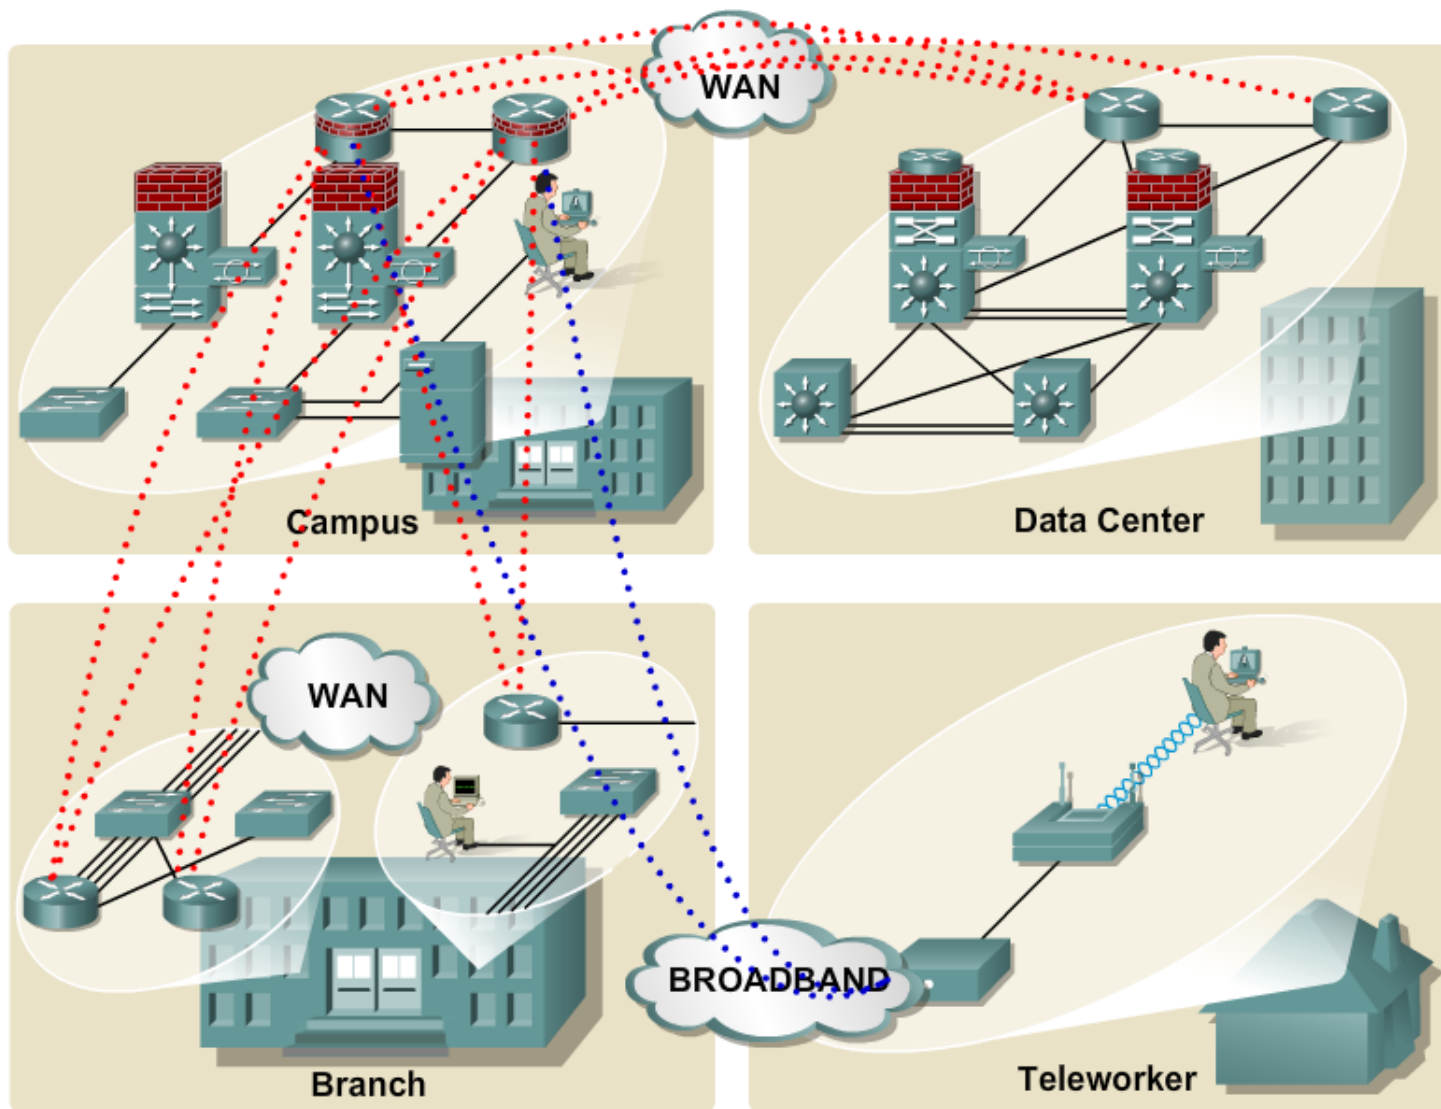 WAN
Campus
Data Center
WAN
BROADBAND
Branch
Teleworker